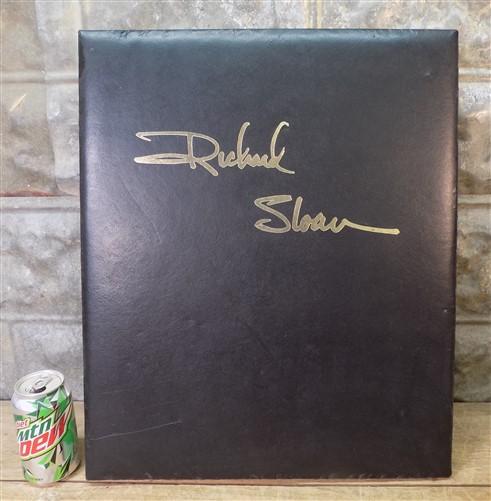 Richard
Sloan
diet
mtn
DEW